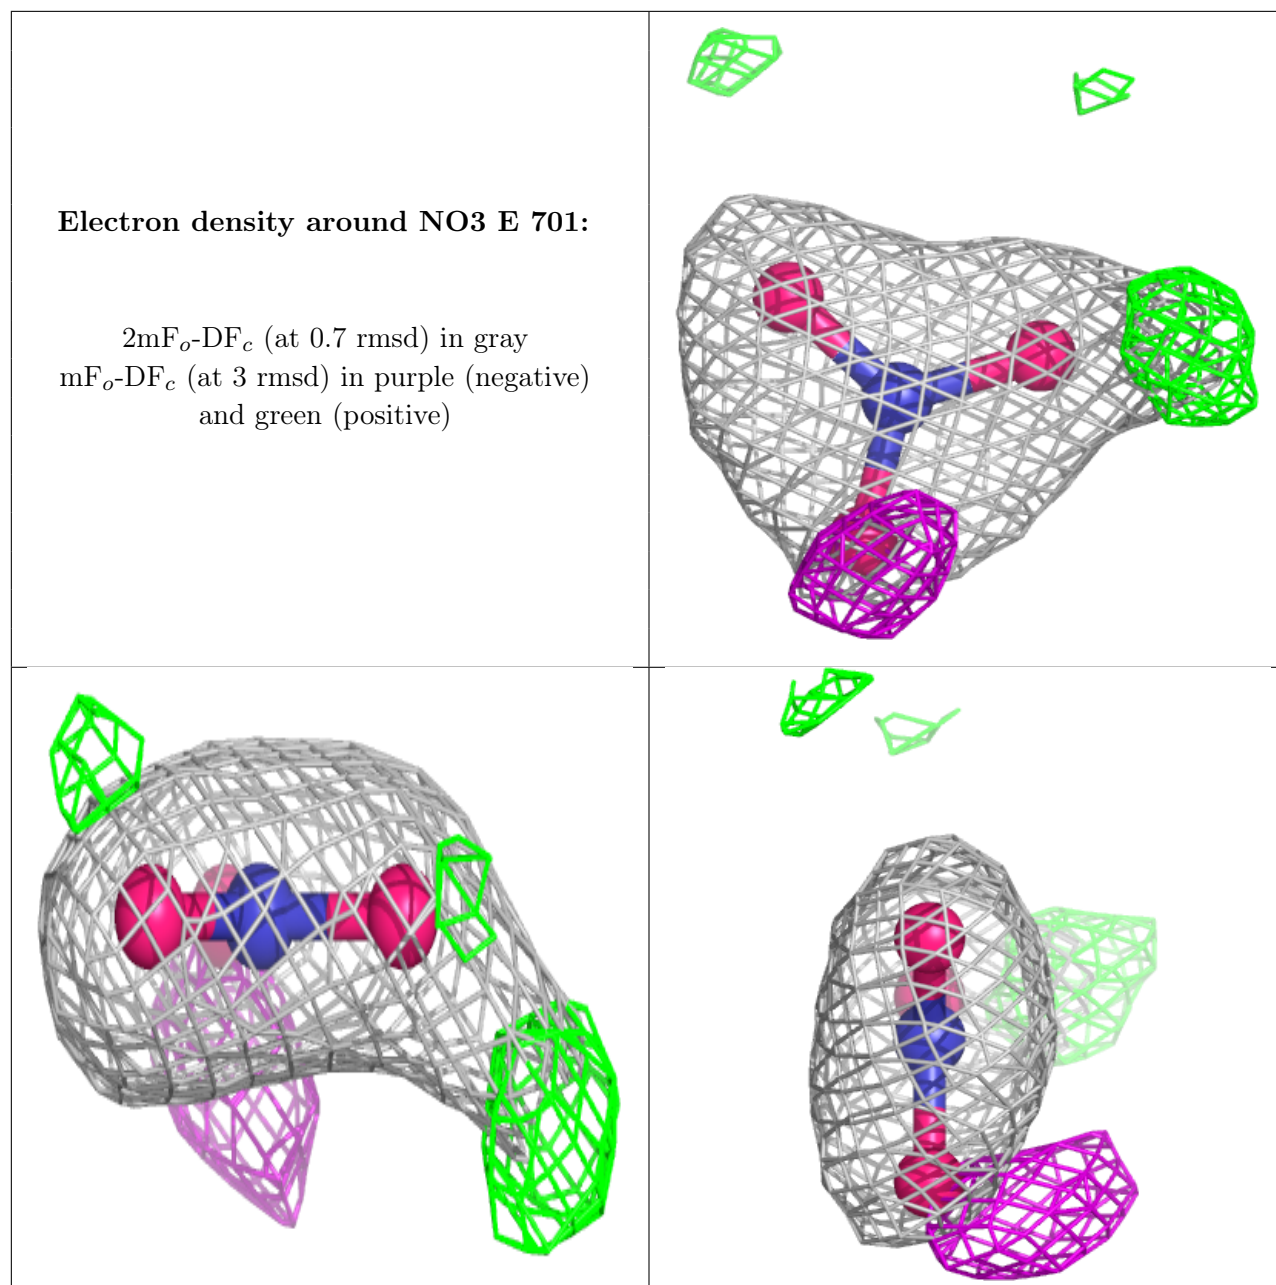 Electron density around NO3 E 701:
2mFo-DFc (at 0.7 rmsd) in gray
mFo-DFc (at 3 rmsd) in purple (negative)
and green (positive)